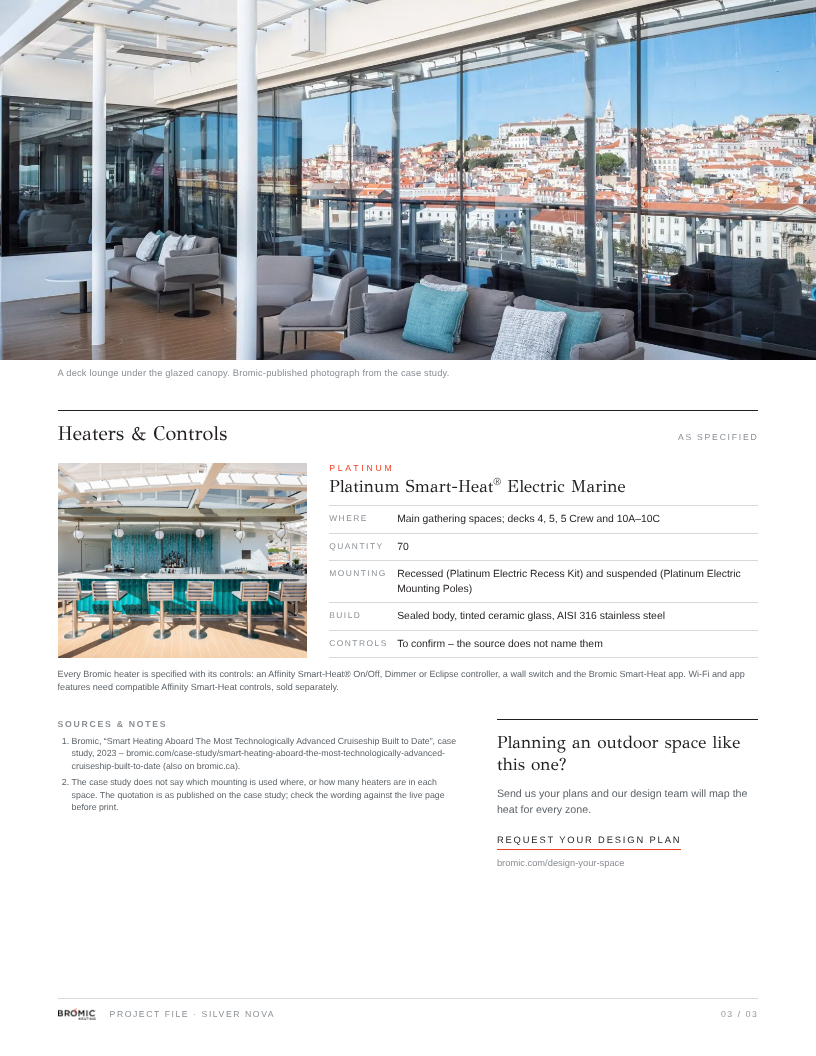 A deck lounge under the glazed canopy. Bromic-published photograph from the case study.
Heaters & Controls
AS SPECIFIED
PLATINUM
Platinum Smart-Heat® Electric Marine
WHERE Main gathering spaces; decks 4, 5, 5 Crew and 10A–10C
QUANTITY 70
MOUNTING Recessed (Platinum Electric Recess Kit) and suspended (Platinum Electric
Mounting Poles)
BUILD Sealed body, tinted ceramic glass, AISI 316 stainless steel
CONTROLS To confirm – the source does not name them
Every Bromic heater is specified with its controls: an Affinity Smart-Heat® On/Off, Dimmer or Eclipse controller, a wall switch and the Bromic Smart-Heat app. Wi-Fi and app
features need compatible Affinity Smart-Heat controls, sold separately.
SOURCES & NOTES
1. Bromic, “Smart Heating Aboard The Most Technologically Advanced Cruiseship Built to Date”, case
study, 2023 – bromic.com/case-study/smart-heating-aboard-the-most-technologically-advanced-
cruiseship-built-to-date (also on bromic.ca).
2. The case study does not say which mounting is used where, or how many heaters are in each
space. The quotation is as published on the case study; check the wording against the live page
before print.
Planning an outdoor space like
this one?
Send us your plans and our design team will map the
heat for every zone.
REQUEST YOUR DESIGN PLAN
bromic.com/design-your-space
BROMIC
HEATING
PROJECT FILE · SILVER NOVA
03 / 03